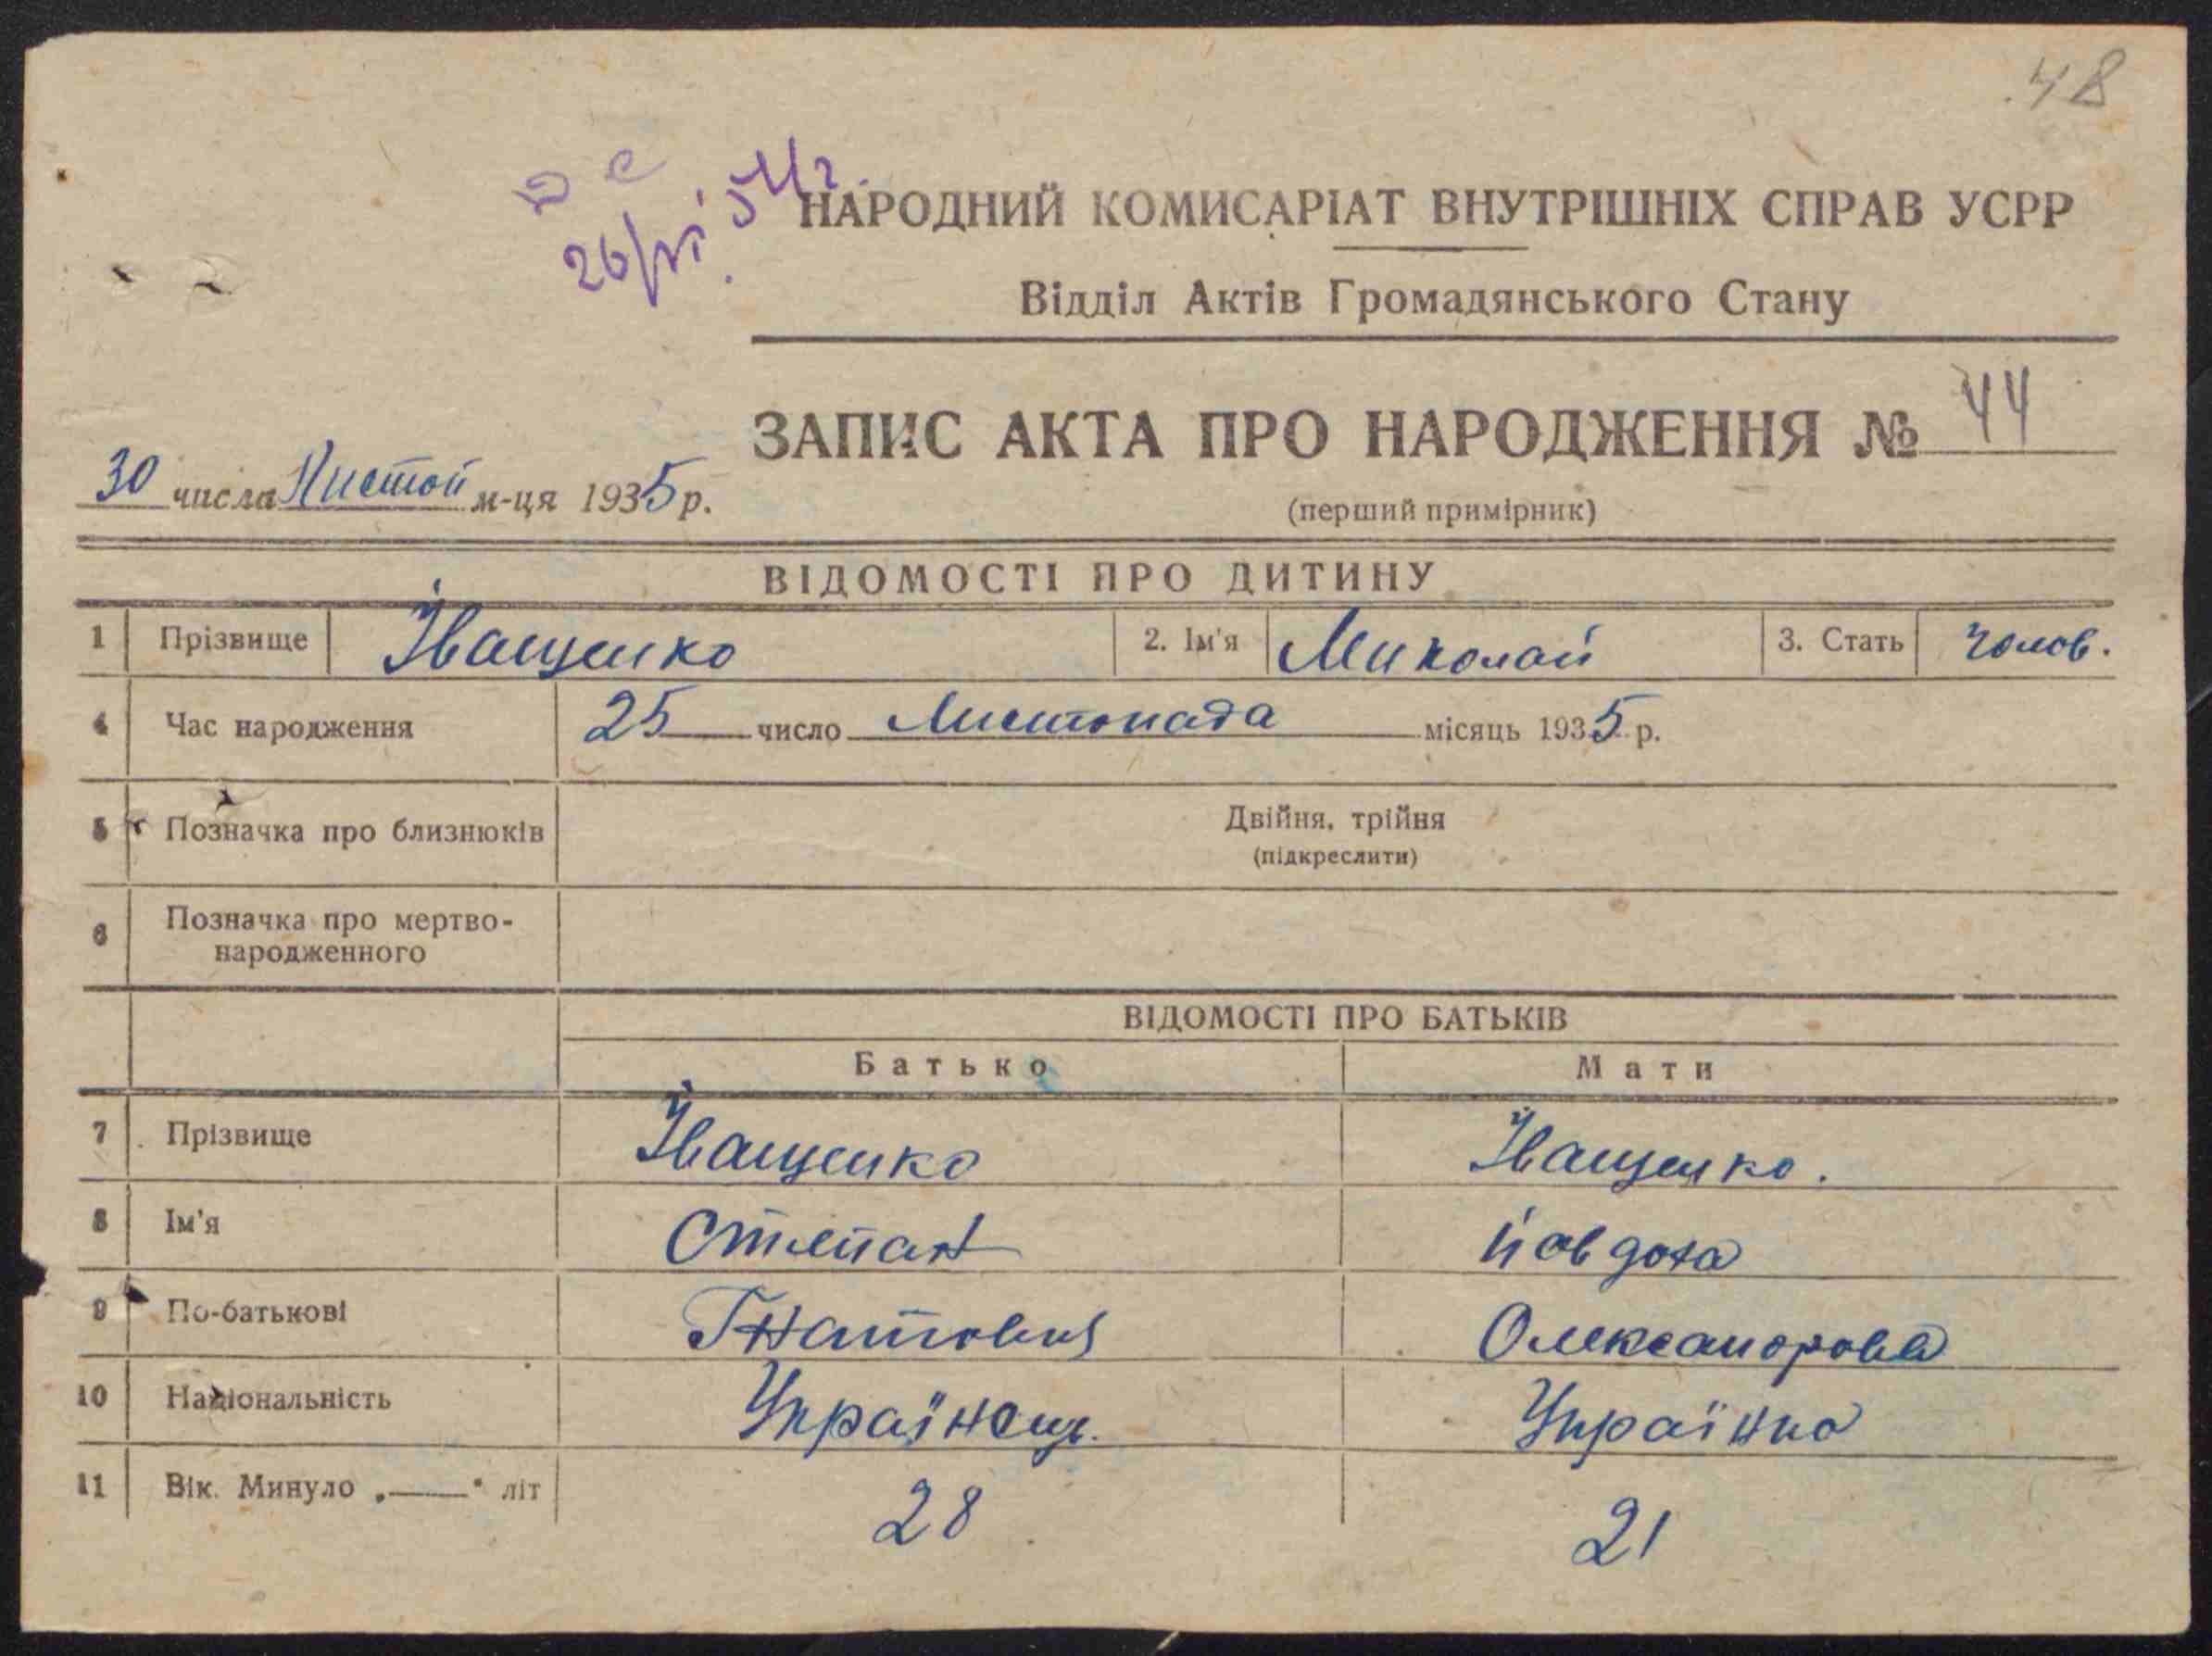 48
26/VI 54 г.
НАРОДНИЙ КОМИСАРІАТ ВНУТРІШНІХ СПРАВ УСРР
Відділ Актів Громадянського Стану
ЗАПИС АКТА ПРО НАРОДЖЕННЯ № 44
30 числа Листоп м-ця 1935 р.
(перший примірник)
ВІДОМОСТІ ПРО ДИТИНУ
1 Прізвище Іващенко 2. Ім'я Миколай 3. Стать Чолов.
4 Час народження 25 число Листопада місяць 1935 р.
5 Позначка про близнюків Двійня, трійня
(підкреслити)
6 Позначка про мертво-
народженного
ВІДОМОСТІ ПРО БАТЬКІВ
Батько Мати
7 Прізвище Іващенко Іващенко.
8 Ім'я Степан Йовдоха
9 По-батькові Гнатович Олександрова
10 Національність Українець. Українка
11 Вік. Минуло „——" літ 28 21